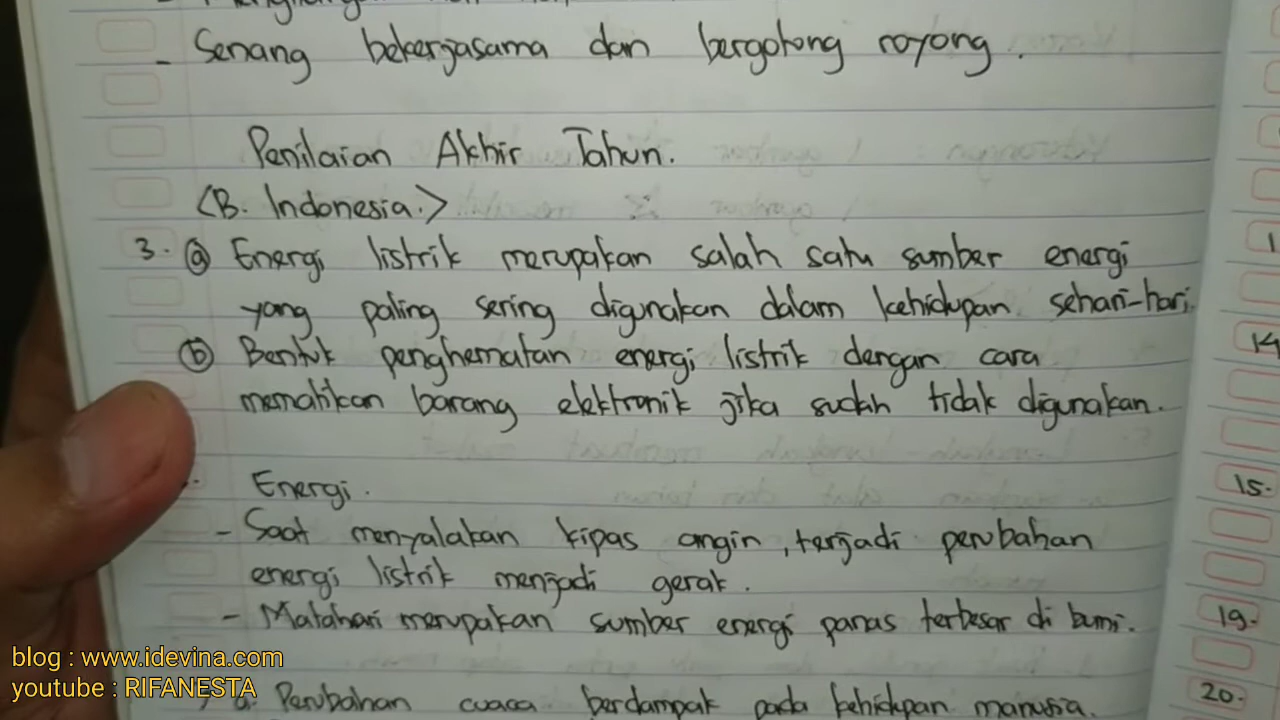 - Senang bekerjasama dan bergotong royong.
Penilaian Akhir Tahun.
<B. Indonesia.>
3. a Energi listrik merupakan salah satu sumber energi
yang paling sering digunakan dalam kehidupan sehari-hari
b Bentuk penghematan energi listrik dengan cara
mematikan barang elektronik jika sudah tidak digunakan.
Energi.
- Saat menyalakan kipas angin, terjadi perubahan
energi listrik menjadi gerak.
- Matahari merupakan sumber energi panas terbesar di bumi.
a. Perubahan cuaca berdampak pada kehidupan manusia.
14
15.
19.
20.
blog : www.idevina.com
youtube : RIFANESTA